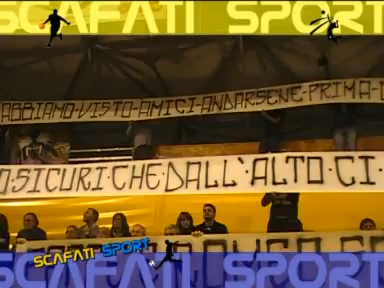 SCAFATI SPORT
ABBIAMO·VISTO·AMICI·ANDARSENE·PRIMA
SICURI·CHE·DALL'·ALTO·CI
SCAFATI SPORT
SCAFATI SPORT